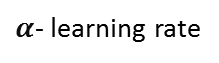 α- learning rate